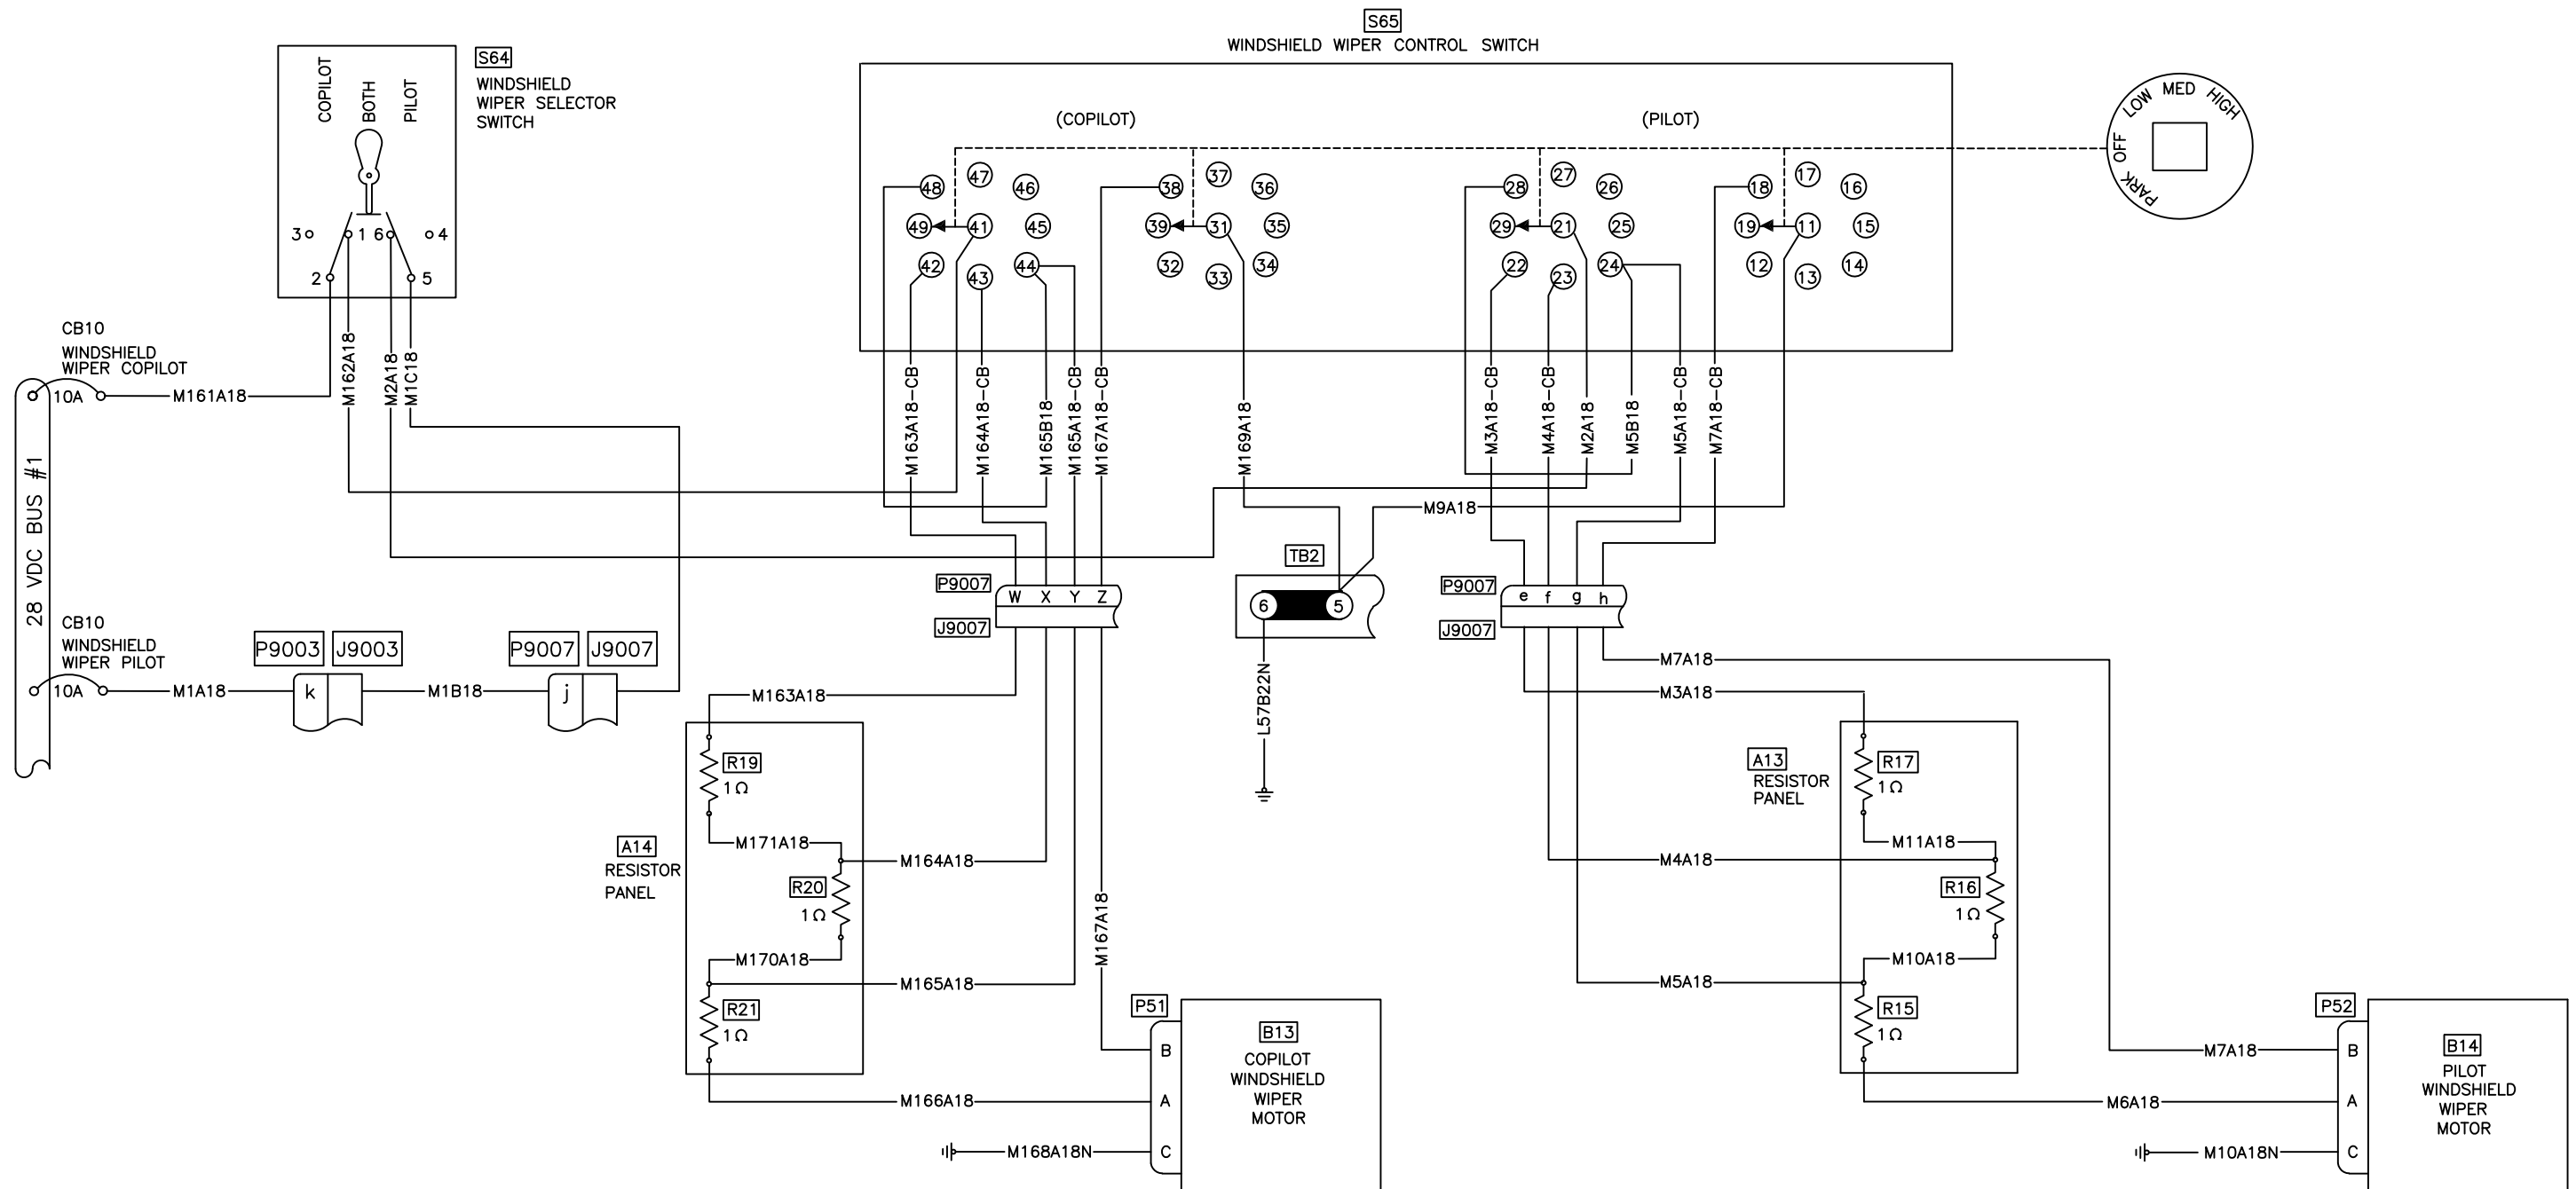 S65
WINDSHIELD WIPER CONTROL SWITCH
S64
WINDSHIELD
WIPER SELECTOR
SWITCH
COPILOT
BOTH
PILOT
3
1
6
4
2
5
(COPILOT)
(PILOT)
48
47
46
49
41
45
42
43
44
38
37
36
39
31
35
32
33
34
28
27
26
29
21
25
22
23
24
18
17
16
19
11
15
12
13
14
PARK
OFF
LOW
MED
HIGH
CB10
WINDSHIELD
WIPER COPILOT
10A
M161A18
M162A18
M2A18
M1C18
M163A18-CB
M164A18-CB
M165B18
M165A18-CB
M167A18-CB
M169A18
M3A18-CB
M4A18-CB
M2A18
M5B18
M5A18-CB
M7A18-CB
M9A18
28 VDC BUS #1
CB10
WINDSHIELD
WIPER PILOT
10A
M1A18
P9003
J9003
k
M1B18
P9007
J9007
j
P9007
W
X
Y
Z
J9007
TB2
6
5
L57B22N
P9007
e
f
g
h
J9007
M7A18
M3A18
M163A18
R19
1Ω
M171A18
M164A18
A14
RESISTOR
PANEL
R20
1Ω
M170A18
M165A18
R21
1Ω
M166A18
M167A18
P51
B
A
C
B13
COPILOT
WINDSHIELD
WIPER
MOTOR
M168A18N
A13
RESISTOR
PANEL
R17
1Ω
M11A18
M4A18
R16
1Ω
M10A18
M5A18
R15
1Ω
M6A18
M7A18
P52
B
A
C
B14
PILOT
WINDSHIELD
WIPER
MOTOR
M10A18N